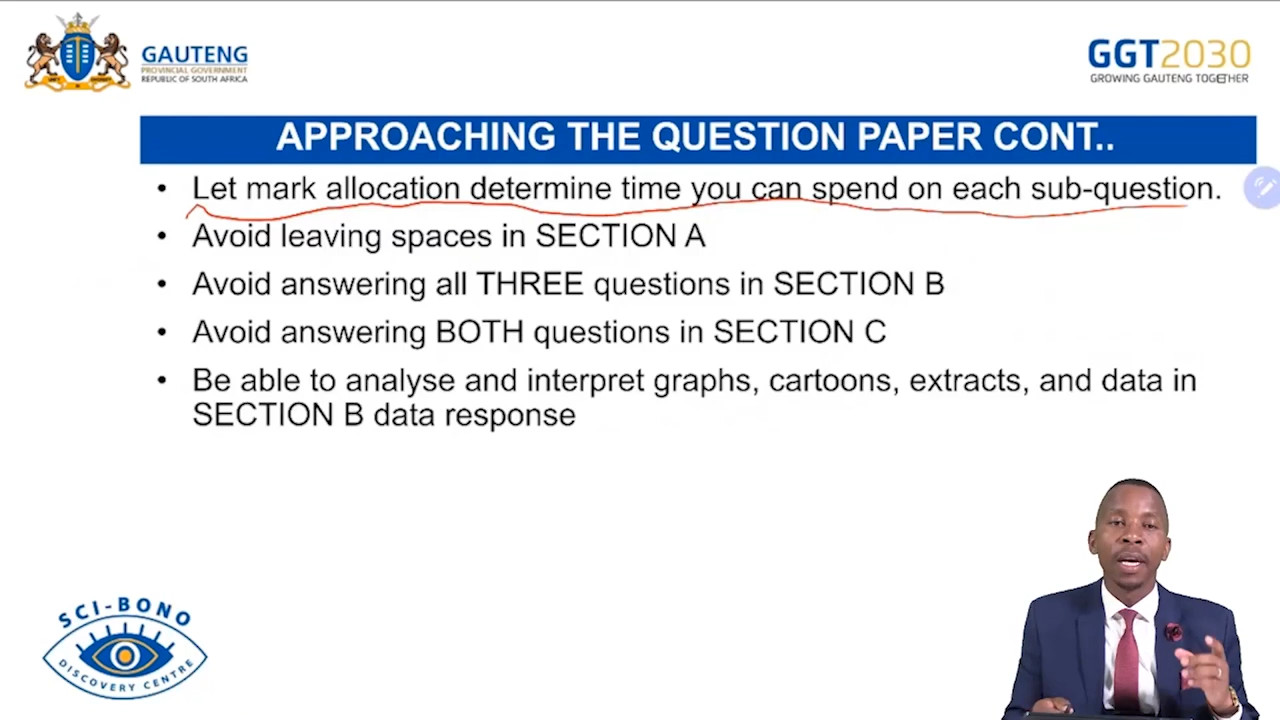 GAUTENG
PROVINCIAL GOVERNMENT
REPUBLIC OF SOUTH AFRICA
GGT2030
GROWING GAUTENG TOGETHER
APPROACHING THE QUESTION PAPER CONT..
• Let mark allocation determine time you can spend on each sub-question.
• Avoid leaving spaces in SECTION A
• Avoid answering all THREE questions in SECTION B
• Avoid answering BOTH questions in SECTION C
• Be able to analyse and interpret graphs, cartoons, extracts, and data in
SECTION B data response
SCI-BONO
DISCOVERY CENTRE